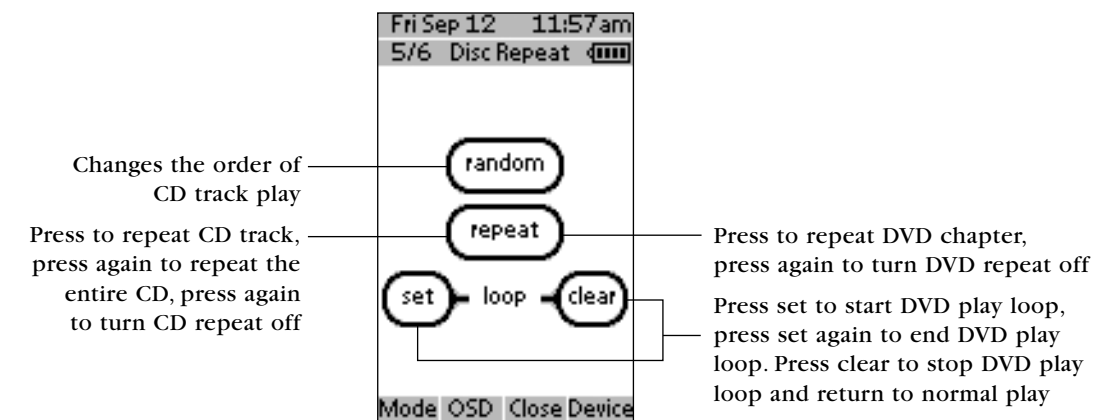 Fri Sep 12 11:57am
5/6 Disc Repeat
random
Changes the order of
CD track play
repeat
Press to repeat CD track,
press again to repeat the
entire CD, press again
to turn CD repeat off
Press to repeat DVD chapter,
press again to turn DVD repeat off
set loop clear
Press set to start DVD play loop,
press set again to end DVD play
loop. Press clear to stop DVD play
loop and return to normal play
Mode OSD Close Device